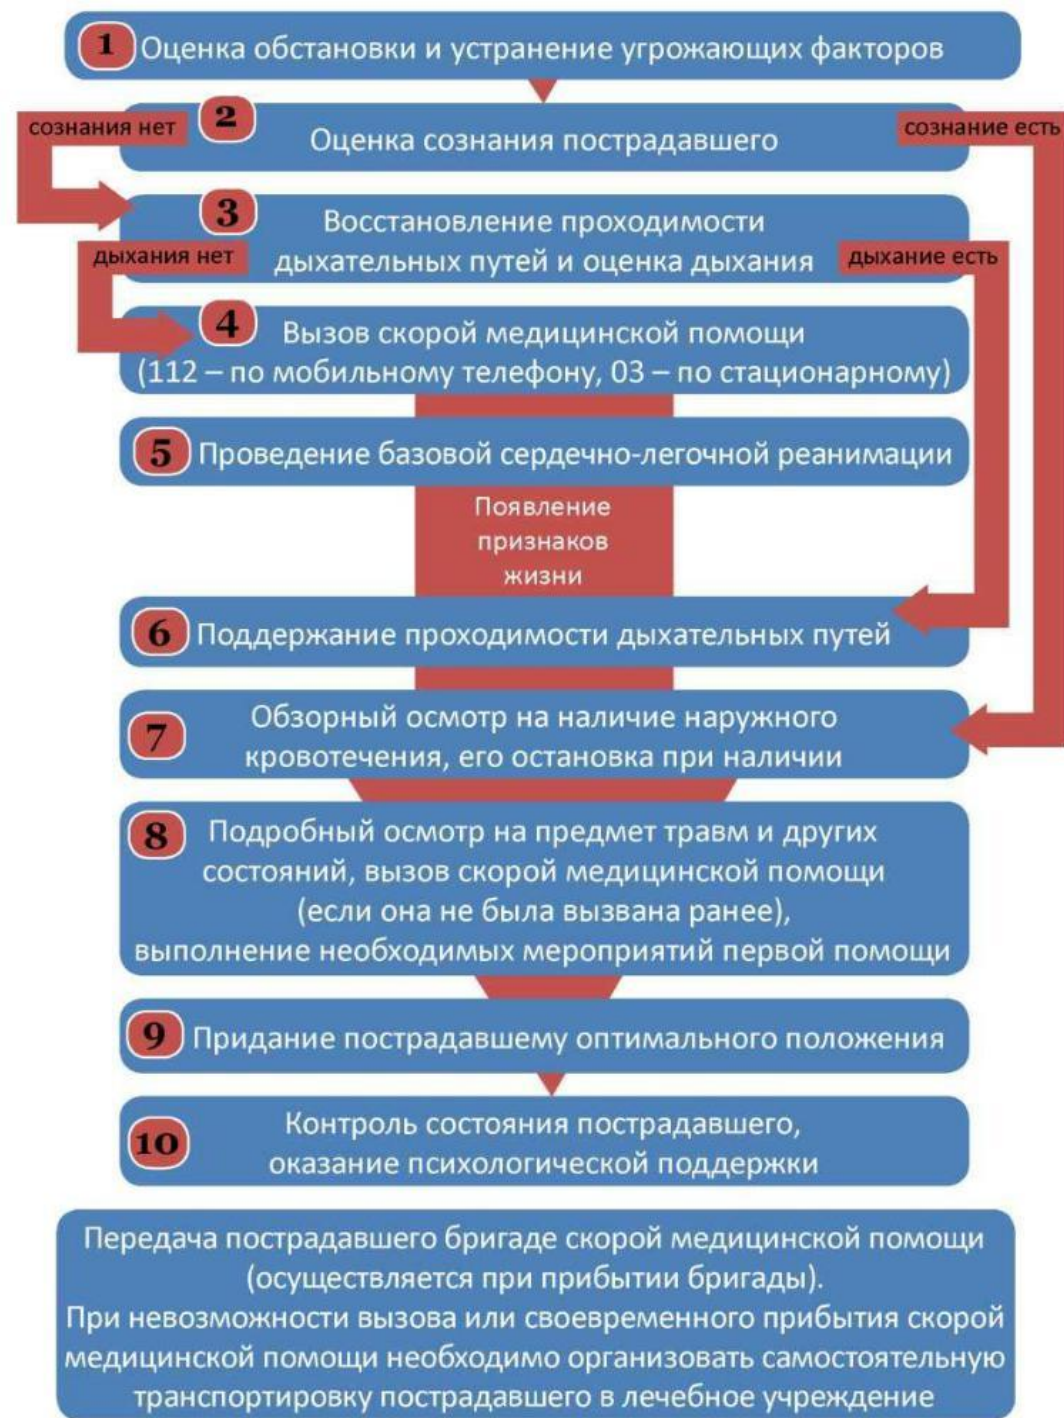 1 Оценка обстановки и устранение угрожающих факторов
2
сознания нет
Оценка сознания пострадавшего
сознание есть
3
Восстановление проходимости
дыхания нет
дыхательных путей и оценка дыхания
дыхание есть
4
Вызов скорой медицинской помощи
(112 – по мобильному телефону, 03 – по стационарному)
5 Проведение базовой сердечно-легочной реанимации
Появление
признаков
жизни
6 Поддержание проходимости дыхательных путей
7
Обзорный осмотр на наличие наружного
кровотечения, его остановка при наличии
8
Подробный осмотр на предмет травм и других
состояний, вызов скорой медицинской помощи
(если она не была вызвана ранее),
выполнение необходимых мероприятий первой помощи
9 Придание пострадавшему оптимального положения
10
Контроль состояния пострадавшего,
оказание психологической поддержки
Передача пострадавшего бригаде скорой медицинской помощи
(осуществляется при прибытии бригады).
При невозможности вызова или своевременного прибытия скорой
медицинской помощи необходимо организовать самостоятельную
транспортировку пострадавшего в лечебное учреждение